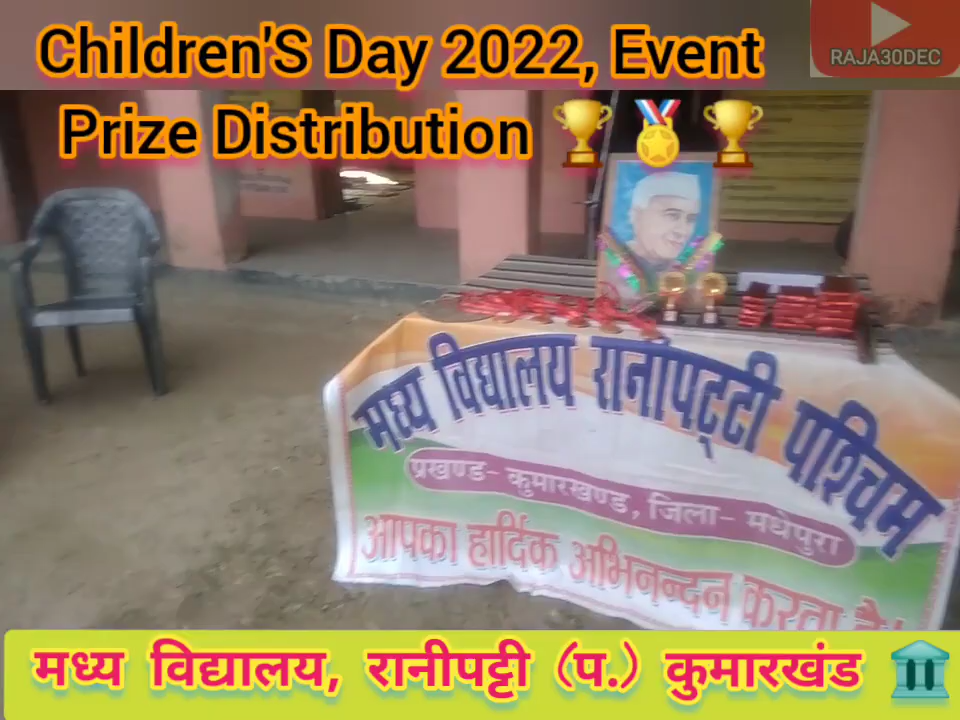 Children'S Day 2022, Event
RAJA30DEC
Prize Distribution
मध्य विद्यालय रानीपट्टी पश्चिम
प्रखण्ड- कुमारखण्ड, जिला- मधेपुरा
आपका हार्दिक अभिनन्दन करता है।
मध्य विद्यालय, रानीपट्टी (प.) कुमारखंड